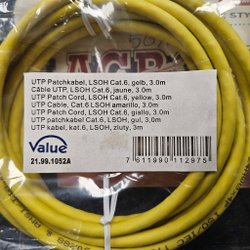 UTP Patchkabel, LSOH Cat.6, gelb, 3.0m
Câble UTP, LSOH, Cat.6, jaune, 3.0m
UTP Patch Cord, LSOH, Cat.6, yellow, 3.0m
UTP Cable, Cat.6 LSOH amarillo, 3.0m
UTP Patch Cord, LSOH, Cat.6, giallo, 3.0m
UTP patchkabel Cat.6, LSOH, gul, 3,0m
UTP kabel, kat.6, LSOH, zluty, 3m
Value
21.99.1052A
7 611990 112975